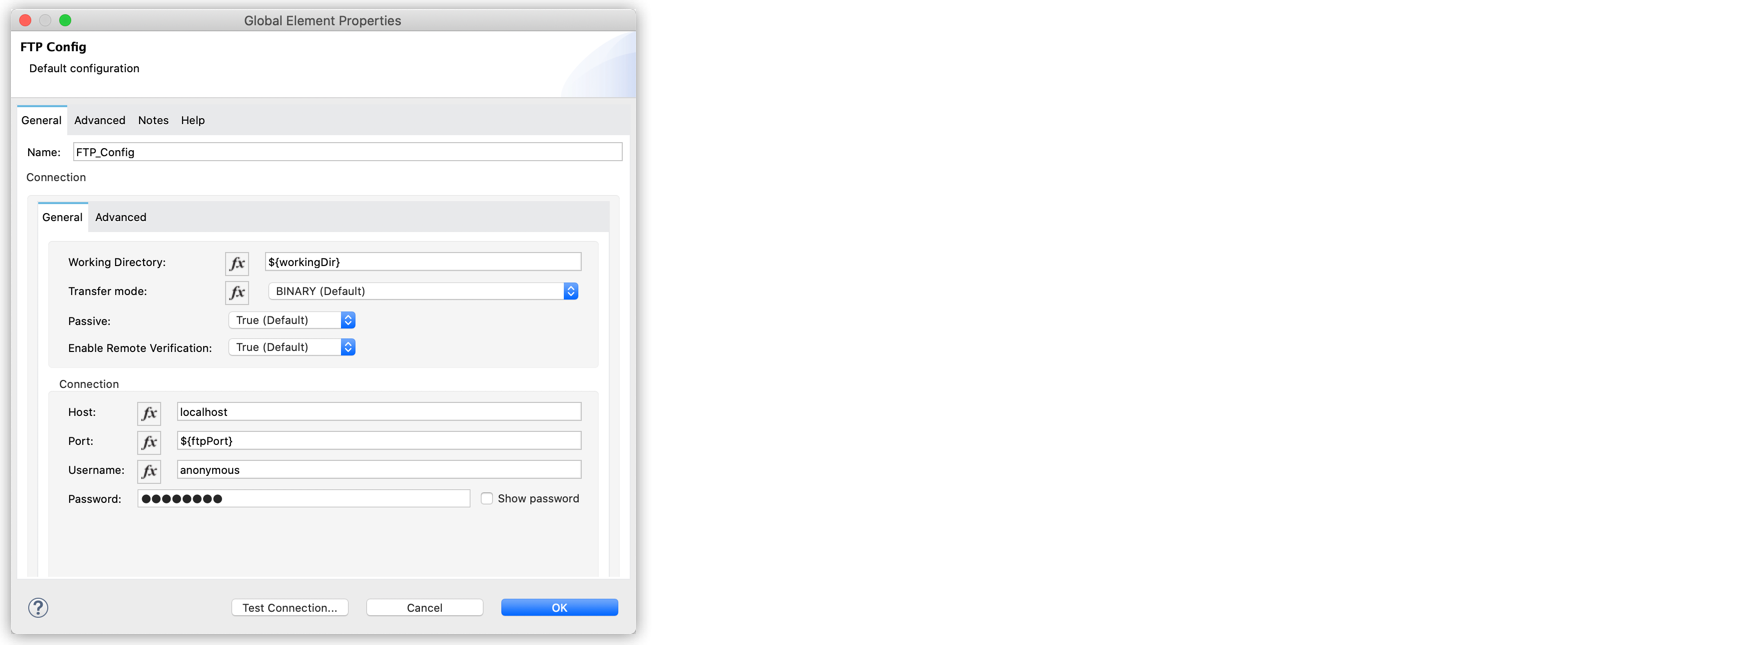 Global Element Properties
FTP Config
Default configuration
General Advanced Notes Help
Name: FTP_Config
Connection
General Advanced
Working Directory: fx ${workingDir}
Transfer mode: fx BINARY (Default)
Passive: True (Default)
Enable Remote Verification: True (Default)
Connection
Host: fx localhost
Port: fx ${ftpPort}
Username: fx anonymous
Password: ●●●●●●●● Show password
? Test Connection... Cancel OK